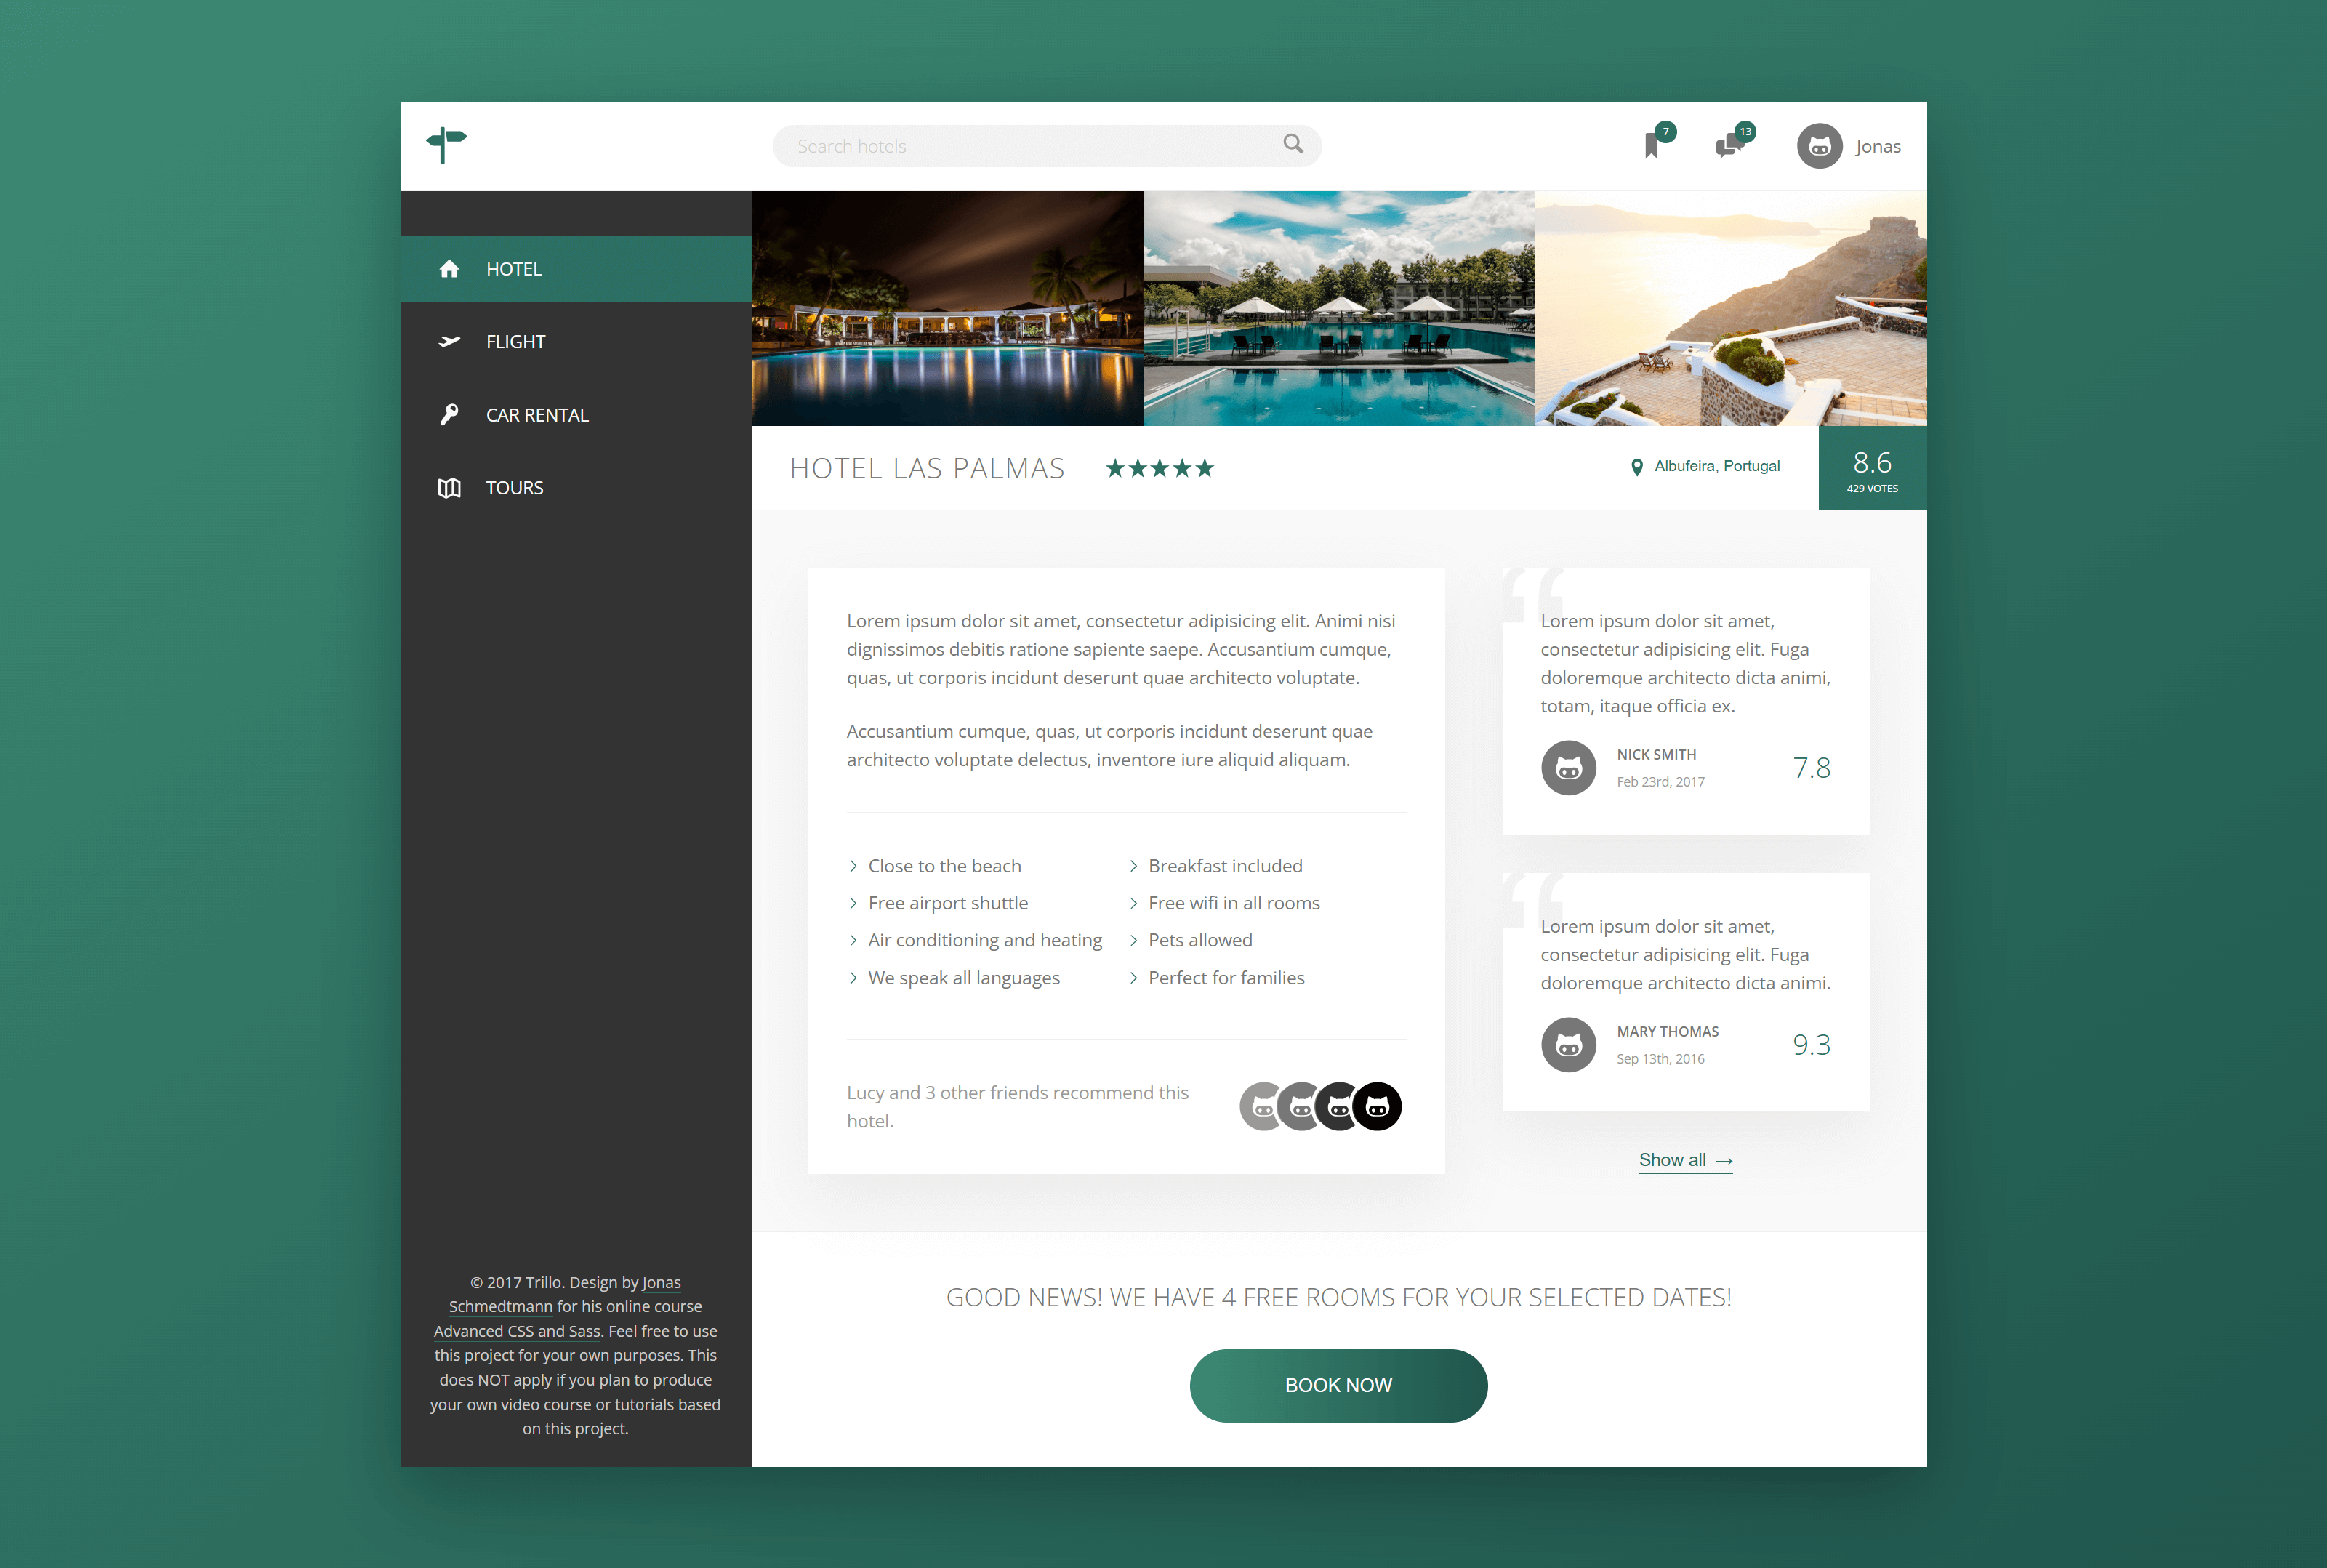 Search hotels
7
13
Jonas
HOTEL
FLIGHT
CAR RENTAL
TOURS
HOTEL LAS PALMAS
Albufeira, Portugal
8.6
429 VOTES
Lorem ipsum dolor sit amet, consectetur adipisicing elit. Animi nisi
dignissimos debitis ratione sapiente saepe. Accusantium cumque,
quas, ut corporis incidunt deserunt quae architecto voluptate.
Accusantium cumque, quas, ut corporis incidunt deserunt quae
architecto voluptate delectus, inventore iure aliquid aliquam.
Close to the beach
Free airport shuttle
Air conditioning and heating
We speak all languages
Breakfast included
Free wifi in all rooms
Pets allowed
Perfect for families
Lucy and 3 other friends recommend this
hotel.
“
Lorem ipsum dolor sit amet,
consectetur adipisicing elit. Fuga
doloremque architecto dicta animi,
totam, itaque officia ex.
NICK SMITH
Feb 23rd, 2017
7.8
“
Lorem ipsum dolor sit amet,
consectetur adipisicing elit. Fuga
doloremque architecto dicta animi.
MARY THOMAS
Sep 13th, 2016
9.3
Show all →
GOOD NEWS! WE HAVE 4 FREE ROOMS FOR YOUR SELECTED DATES!
BOOK NOW
© 2017 Trillo. Design by Jonas
Schmedtmann for his online course
Advanced CSS and Sass. Feel free to use
this project for your own purposes. This
does NOT apply if you plan to produce
your own video course or tutorials based
on this project.